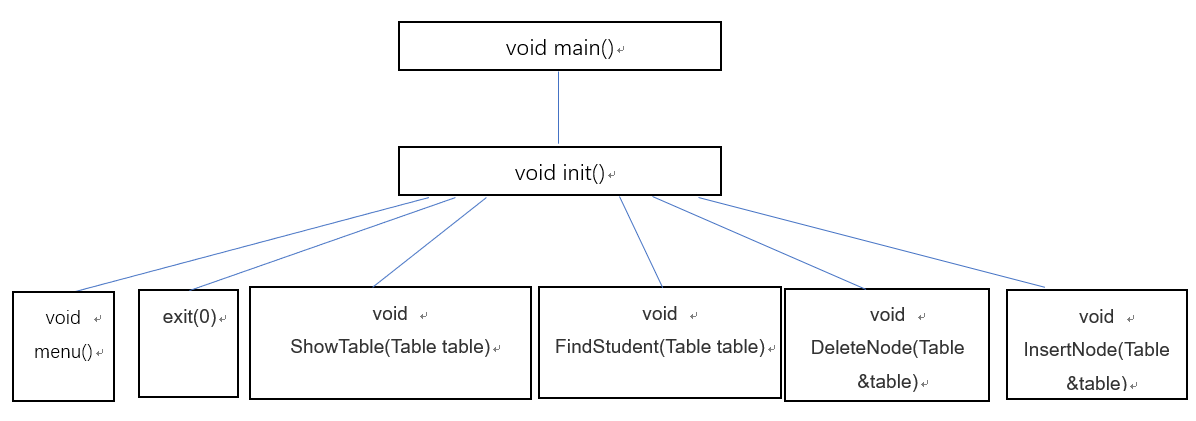 void main()
void init()
void
menu()
exit(0)
void
ShowTable(Table table)
void
FindStudent(Table table)
void
DeleteNode(Table
&table)
void
InsertNode(Table
&table)